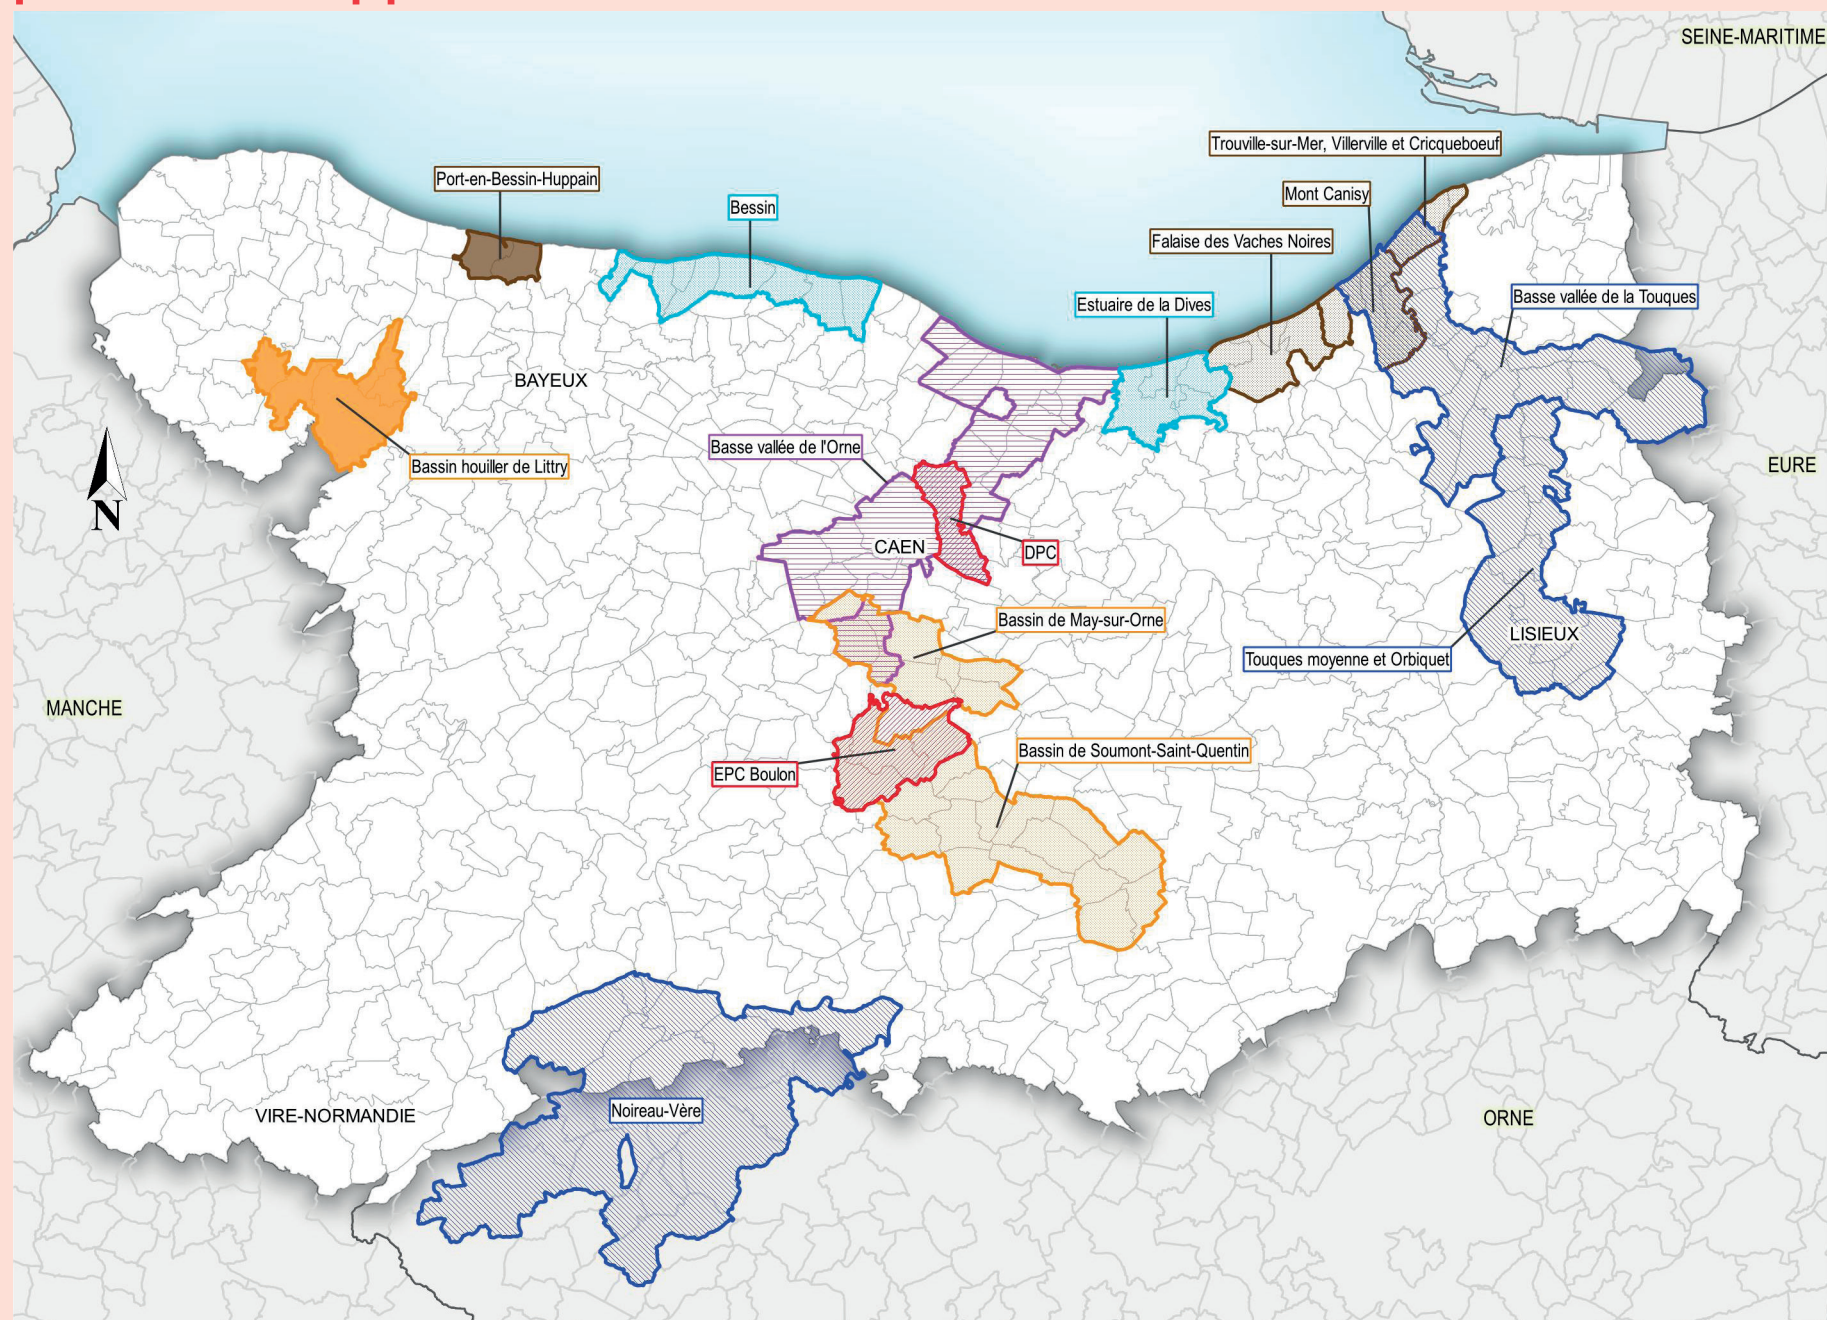 SEINE-MARITIME
Trouville-sur-Mer, Villerville et Cricqueboeuf
Port-en-Bessin-Huppain
Mont Canisy
Bessin
Falaise des Vaches Noires
Basse vallée de la Touques
Estuaire de la Dives
BAYEUX
Basse vallée de l'Orne
Bassin houiller de Littry
EURE
N
CAEN
DPC
Bassin de May-sur-Orne
LISIEUX
Touques moyenne et Orbiquet
MANCHE
Bassin de Soumont-Saint-Quentin
EPC Boulon
Noireau-Vère
VIRE-NORMANDIE
ORNE